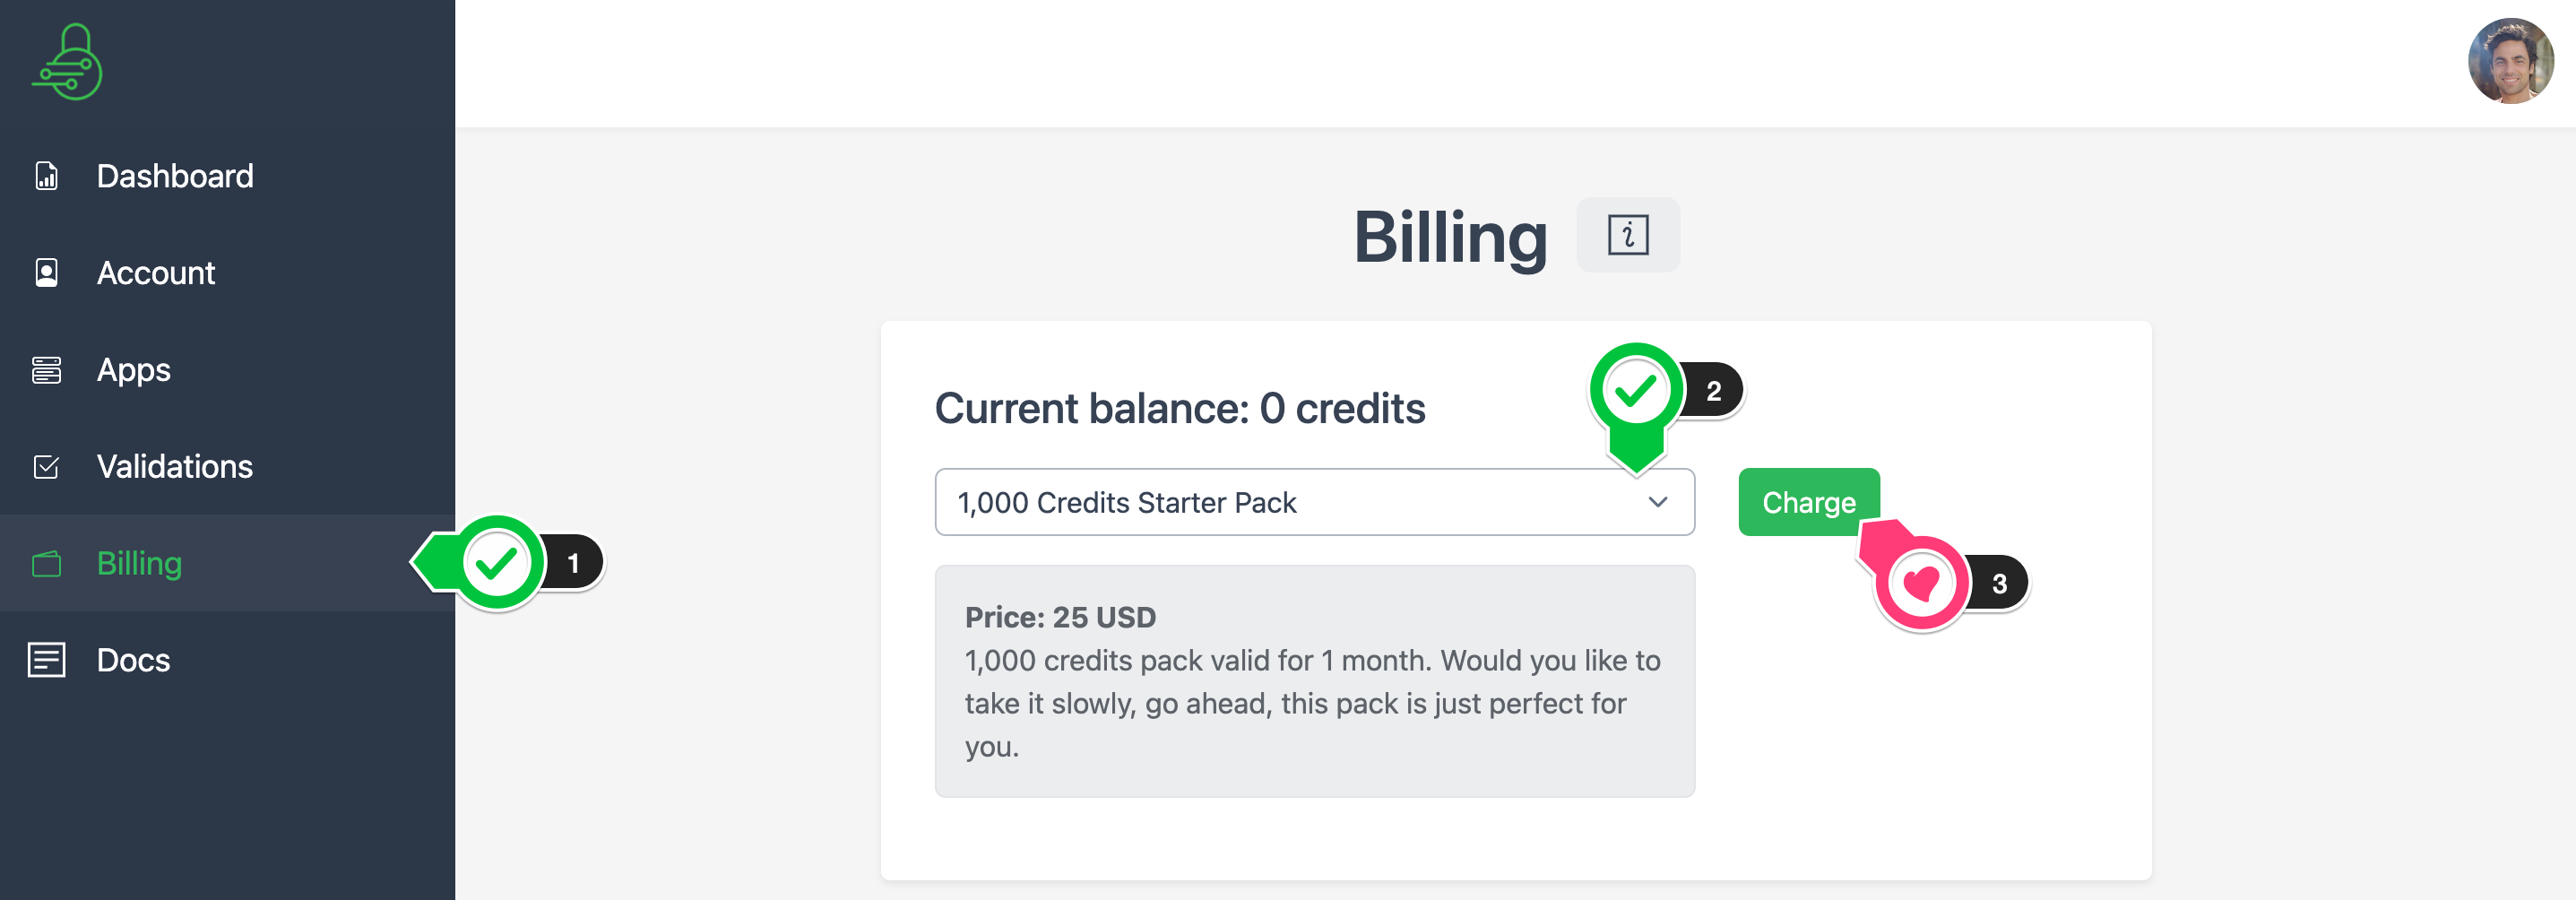 Dashboard
Account
Apps
Validations
Billing
Docs
1
Billing
i
Current balance: 0 credits
2
1,000 Credits Starter Pack
Charge
3
Price: 25 USD
1,000 credits pack valid for 1 month. Would you like to
take it slowly, go ahead, this pack is just perfect for
you.